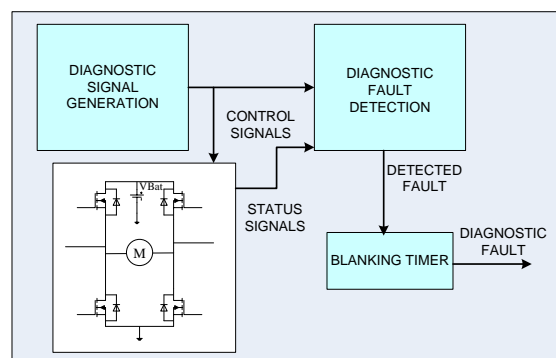 DIAGNOSTIC
SIGNAL
GENERATION
DIAGNOSTIC
FAULT
DETECTION
CONTROL
SIGNALS
VBat
M
STATUS
SIGNALS
DETECTED
FAULT
BLANKING TIMER
DIAGNOSTIC
FAULT